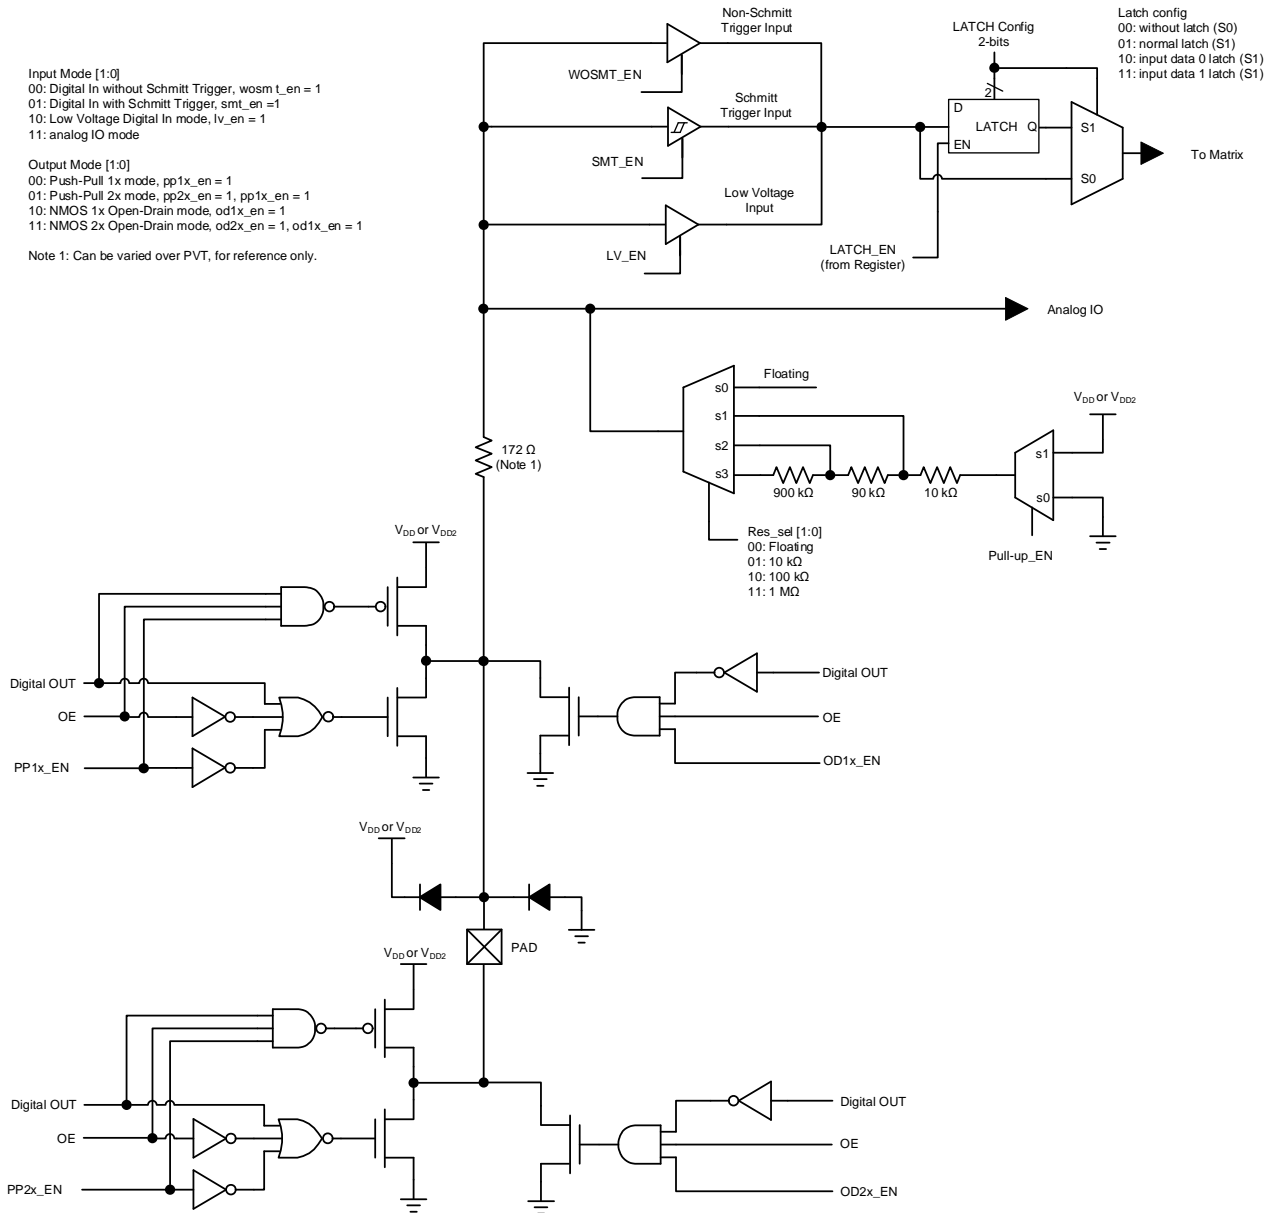 Input Mode [1:0]
00: Digital In without Schmitt Trigger, wosm t_en = 1
01: Digital In with Schmitt Trigger, smt_en =1
10: Low Voltage Digital In mode, lv_en = 1
11: analog IO mode
Output Mode [1:0]
00: Push-Pull 1x mode, pp1x_en = 1
01: Push-Pull 2x mode, pp2x_en = 1, pp1x_en = 1
10: NMOS 1x Open-Drain mode, od1x_en = 1
11: NMOS 2x Open-Drain mode, od2x_en = 1, od1x_en = 1
Note 1: Can be varied over PVT, for reference only.
Non-Schmitt
Trigger Input
WOSMT_EN
Schmitt
Trigger Input
SMT_EN
Low Voltage
Input
LV_EN
LATCH Config
2-bits
2
D
LATCH
Q
EN
LATCH_EN
(from Register)
Latch config
00: without latch (S0)
01: normal latch (S1)
10: input data 0 latch (S1)
11: input data 1 latch (S1)
S1
S0
To Matrix
Analog IO
Floating
s0
s1
s2
s3
900 kΩ
90 kΩ
10 kΩ
VDD or VDD2
s1
s0
Pull-up_EN
Res_sel [1:0]
00: Floating
01: 10 kΩ
10: 100 kΩ
11: 1 MΩ
172 Ω
(Note 1)
VDD or VDD2
Digital OUT
OE
PP1x_EN
Digital OUT
OE
OD1x_EN
VDD or VDD2
PAD
VDD or VDD2
Digital OUT
OE
PP2x_EN
Digital OUT
OE
OD2x_EN